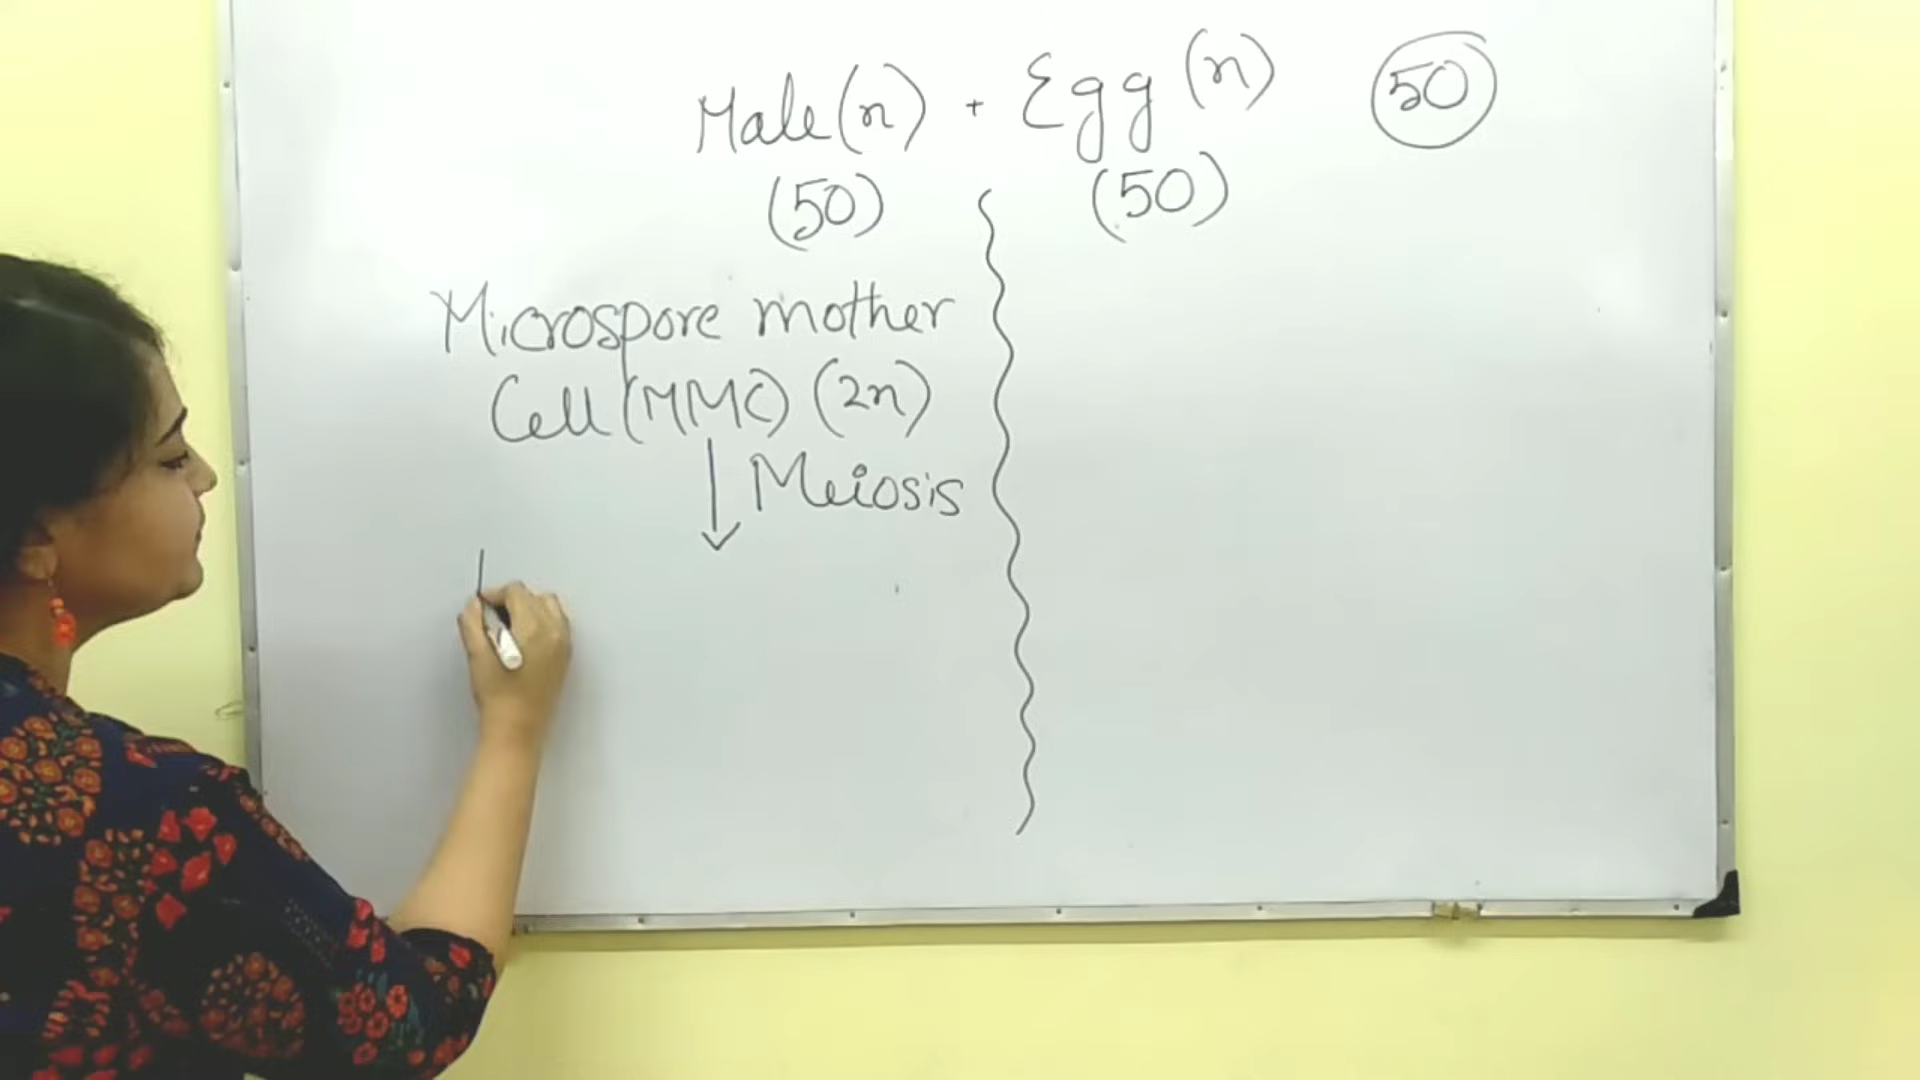 Male (n) + Egg (n) 50
(50) (50)
Microspore mother
Cell (MMC) (2n)
↓ Meiosis